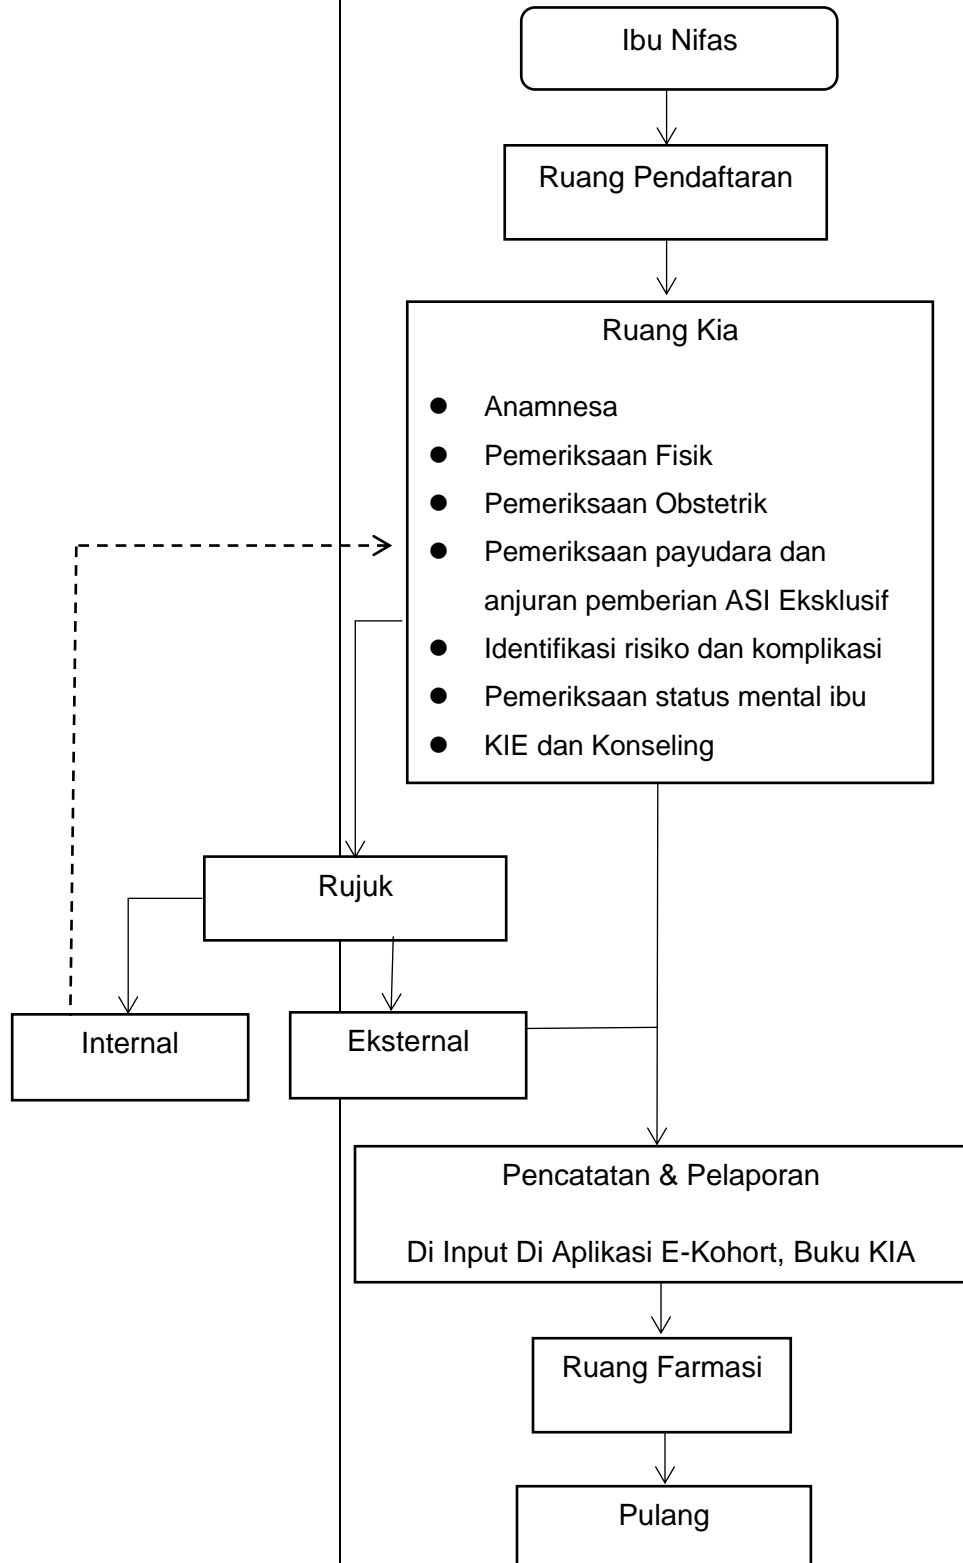 Ibu Nifas
Ruang Pendaftaran
Ruang Kia
● Anamnesa
● Pemeriksaan Fisik
● Pemeriksaan Obstetrik
● Pemeriksaan payudara dan
anjuran pemberian ASI Eksklusif
● Identifikasi risiko dan komplikasi
● Pemeriksaan status mental ibu
● KIE dan Konseling
Rujuk
Internal
Eksternal
Pencatatan & Pelaporan
Di Input Di Aplikasi E-Kohort, Buku KIA
Ruang Farmasi
Pulang